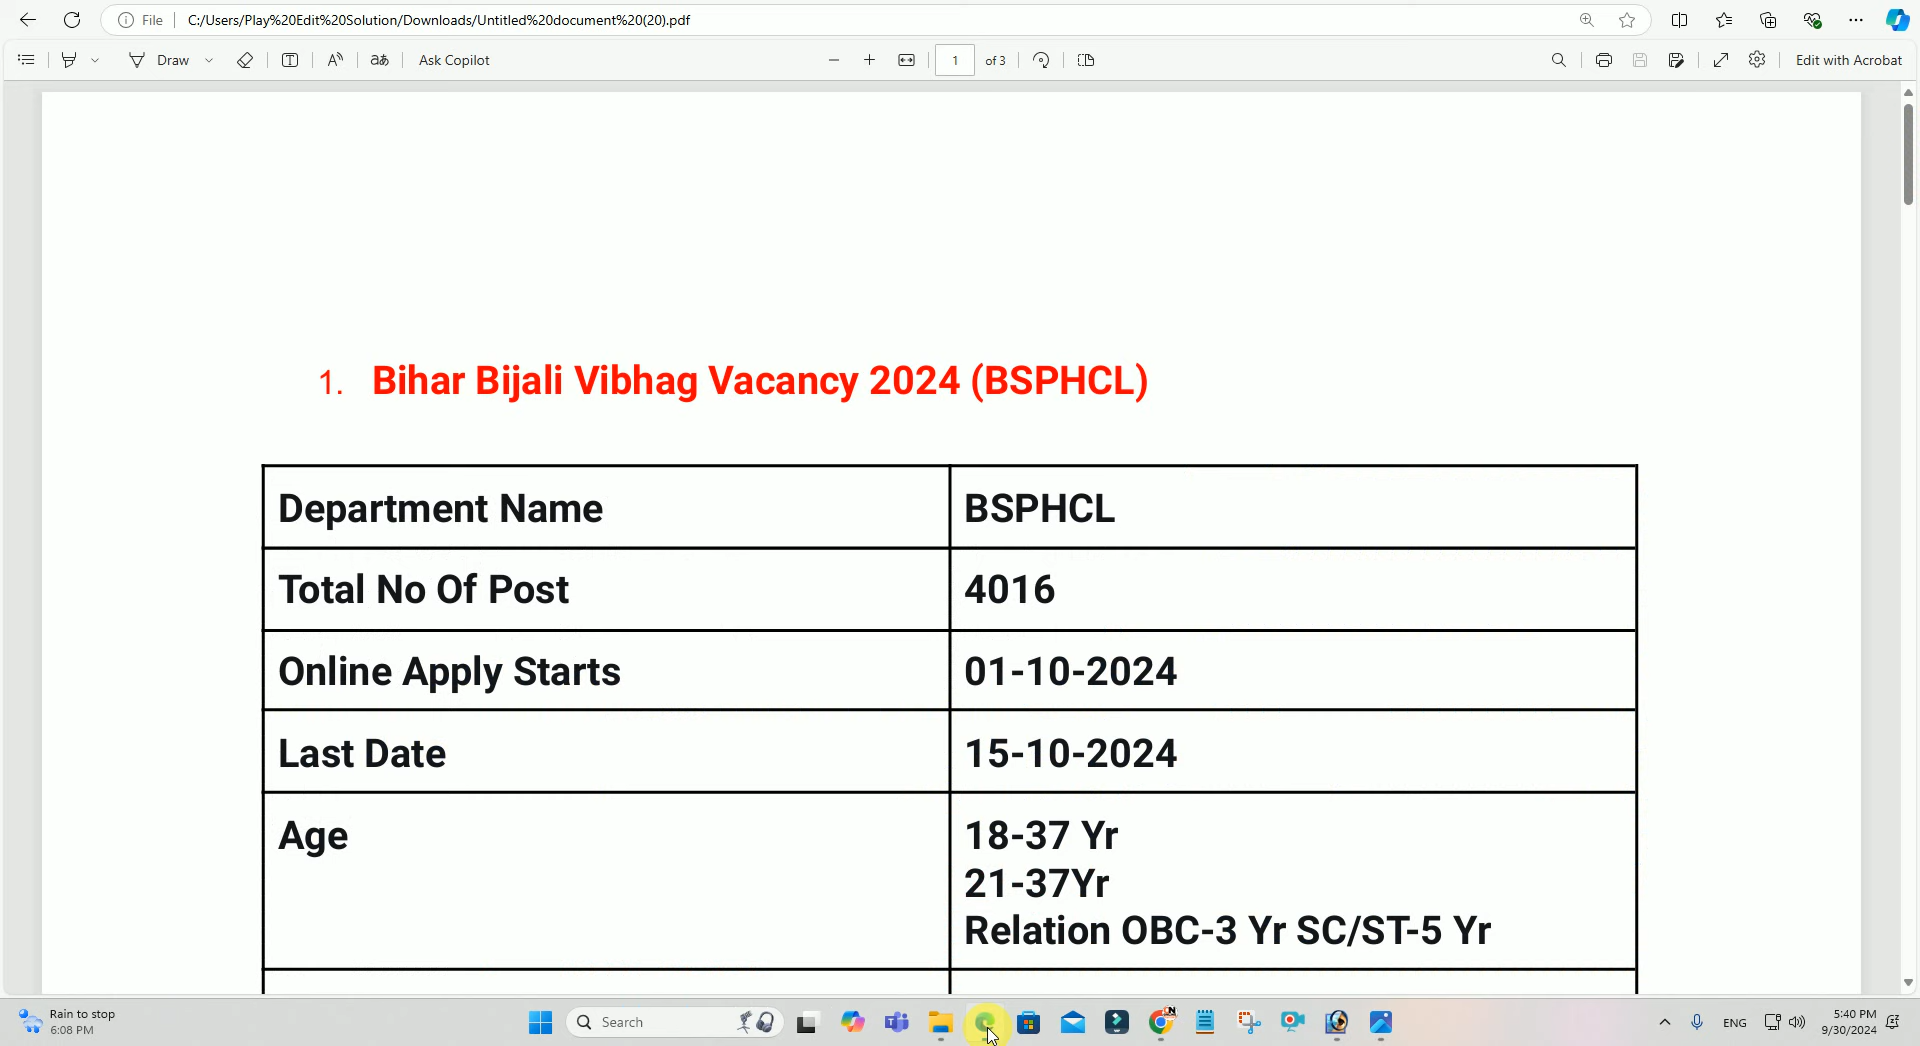 File
C:/Users/Play%20Edit%20Solution/Downloads/Untitled%20document%20(20).pdf
Draw
aあ
Ask Copilot
1
of 3
Edit with Acrobat
1. Bihar Bijali Vibhag Vacancy 2024 (BSPHCL)
Department Name
BSPHCL
Total No Of Post
4016
Online Apply Starts
01-10-2024
Last Date
15-10-2024
Age
18-37 Yr
21-37Yr
Relation OBC-3 Yr SC/ST-5 Yr
Rain to stop
6:08 PM
Search
ENG
5:40 PM
9/30/2024